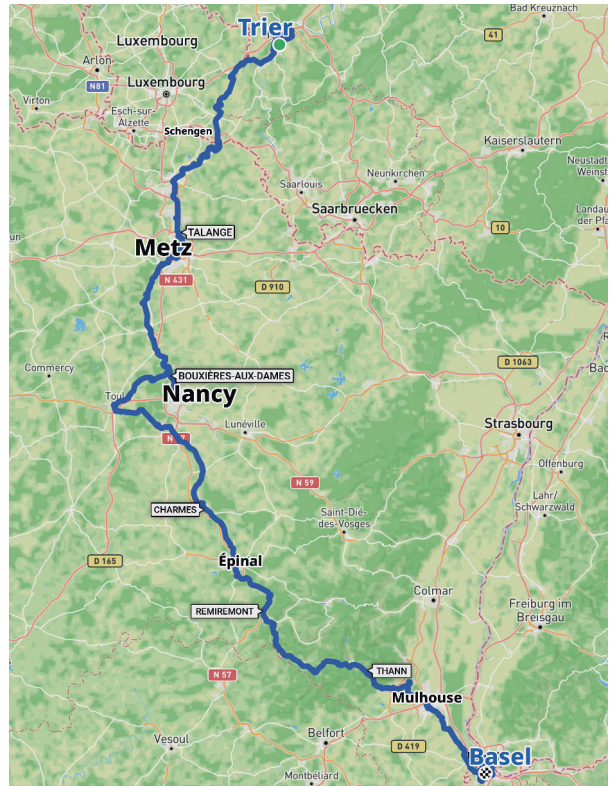 Bad Kreuznach
Trier
41
Luxembourg
Arlon
N81
Luxembourg
Virton
Esch-sur-
Alzette
Schengen
Kaiserslautern
Neustadt
Weins
Neunkirchen
Saarlouis
Saarbruecken
Landau
der Pfa
TALANGE
10
un
Metz
N 431
D 910
D 1063
Commercy
BOUXIÈRES-AUX-DAMES
Toul
Nancy
Lunéville
Strasbourg
Offenburg
N 59
Lahr/
Schwarzwald
CHARMES
Saint-Dié-
des-Vosges
D 165
Épinal
Colmar
Freiburg im
Breisgau
REMIREMONT
THANN
N 57
Mulhouse
Vesoul
Belfort
D 419
Basel
Montbéliard